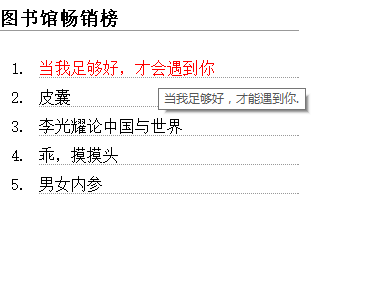 图书馆畅销榜
1. 当我足够好，才会遇到你
2. 皮囊
当我足够好，才能遇到你.
3. 李光耀论中国与世界
4. 乖，摸摸头
5. 男女内参